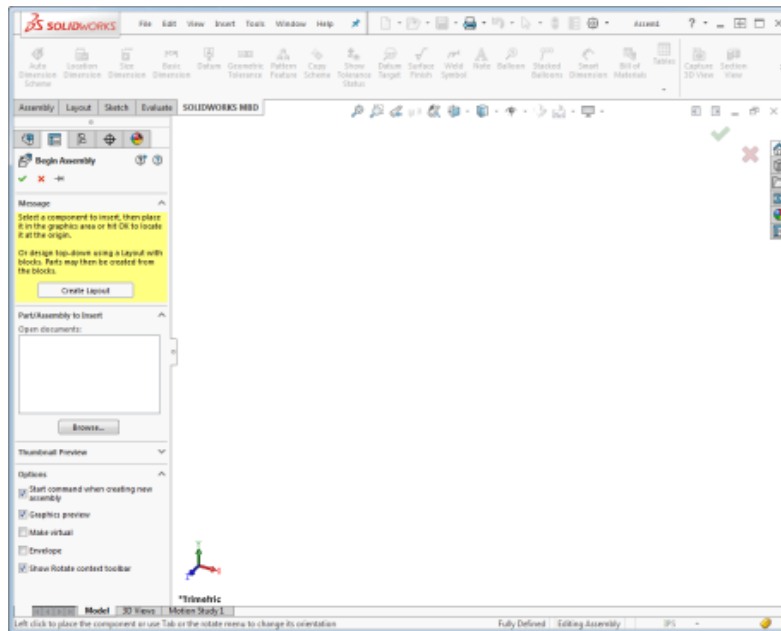 SOLIDWORKS File Edit View Insert Tools Window Help Assem1 ?
Auto Dimension Scheme
Location Dimension
Size Dimension
Basic Dimension
Datum
Geometric Tolerance
Pattern Feature
Copy Scheme
Show Tolerance Status
Datum Target
Surface Finish
Weld Symbol
Note
Balloon
Stacked Balloons
Smart Dimension
Bill of Materials
Tables
Capture 3D View
Section View
Assembly Layout Sketch Evaluate SOLIDWORKS MBD
Begin Assembly
Message
Select a component to insert, then place
it in the graphics area or hit OK to locate
it at the origin.
Or design top-down using a Layout with
blocks. Parts may then be created from
the blocks.
Create Layout
Part/Assembly to Insert
Open documents:
Browse...
Thumbnail Preview
Options
Start command when creating new
assembly
Graphics preview
Make virtual
Envelope
Show Rotate context toolbar
*Trimetric
Model 3D Views Motion Study 1
Left click to place the component or use Tab or the rotate menu to change its orientation Fully Defined Editing Assembly IPS